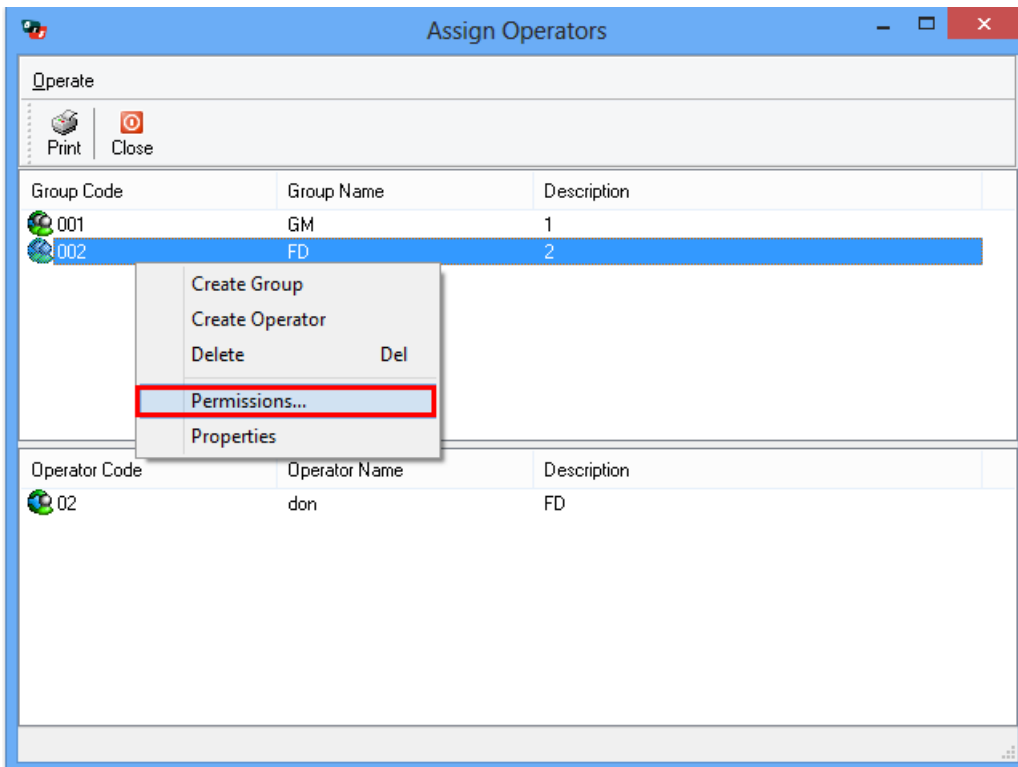 Assign Operators
Operate
Print Close
Group Code Group Name Description
001 GM 1
002 FD 2
Create Group
Create Operator
Delete Del
Permissions...
Properties
Operator Code Operator Name Description
02 don FD